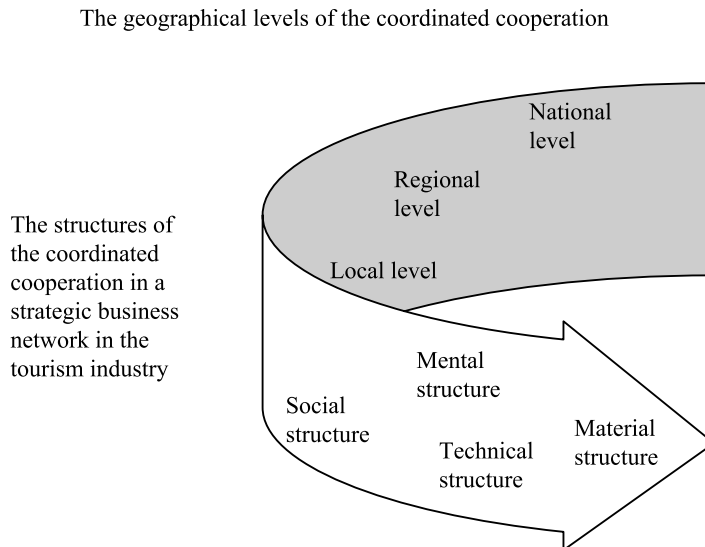 The geographical levels of the coordinated cooperation
National
level
Regional
level
Local level
The structures of
the coordinated
cooperation in a
strategic business
network in the
tourism industry
Mental
structure
Social
structure
Technical
structure
Material
structure